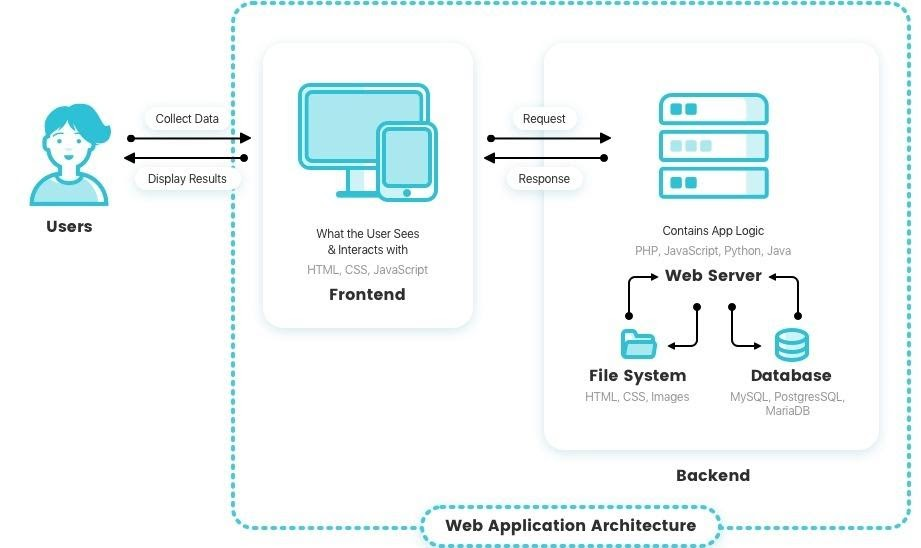 Collect Data
Display Results
Users
What the User Sees
& Interacts with
HTML, CSS, JavaScript
Frontend
Request
Response
Contains App Logic
PHP, JavaScript, Python, Java
Web Server
File System
HTML, CSS, Images
Database
MySQL, PostgresSQL,
MariaDB
Backend
Web Application Architecture